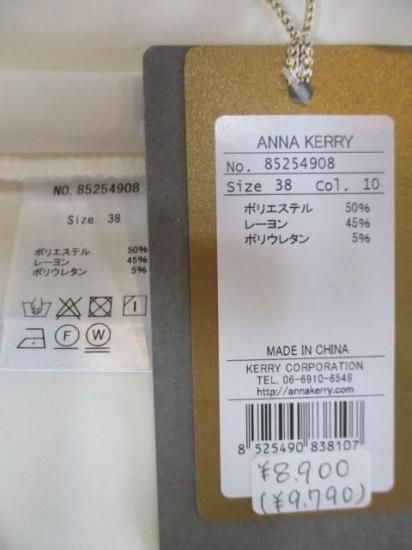 NO. 85254908
Size 38
ポリエステル 50%
レーヨン 45%
ポリウレタン 5%
F W
ANNA KERRY
No. 85254908
Size 38 Col. 10
ポリエステル 50%
レーヨン 45%
ポリウレタン 5%
MADE IN CHINA
KERRY CORPORATION
TEL. 06-6910-6548
http://annakerry.com/
8 525490 838107
¥8.900
(¥9.790)